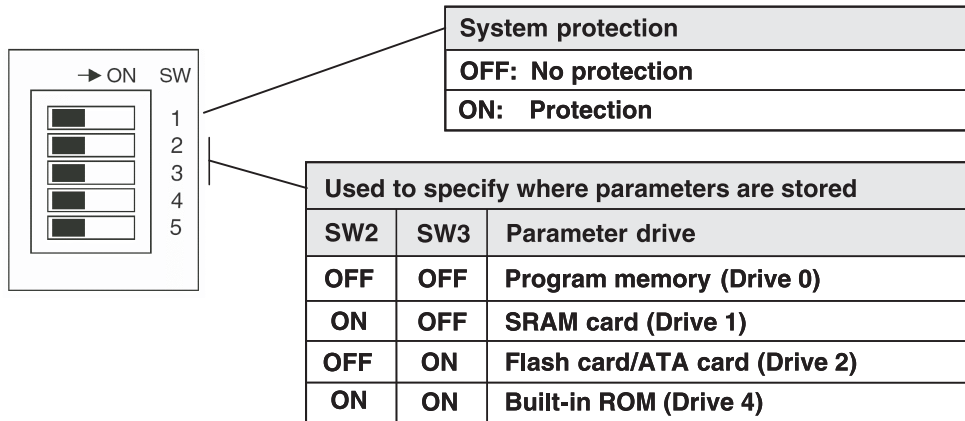 → ON SW
1
2
3
4
5
System protection
OFF: No protection
ON: Protection
Used to specify where parameters are stored
SW2 SW3 Parameter drive
OFF OFF Program memory (Drive 0)
ON OFF SRAM card (Drive 1)
OFF ON Flash card/ATA card (Drive 2)
ON ON Built-in ROM (Drive 4)